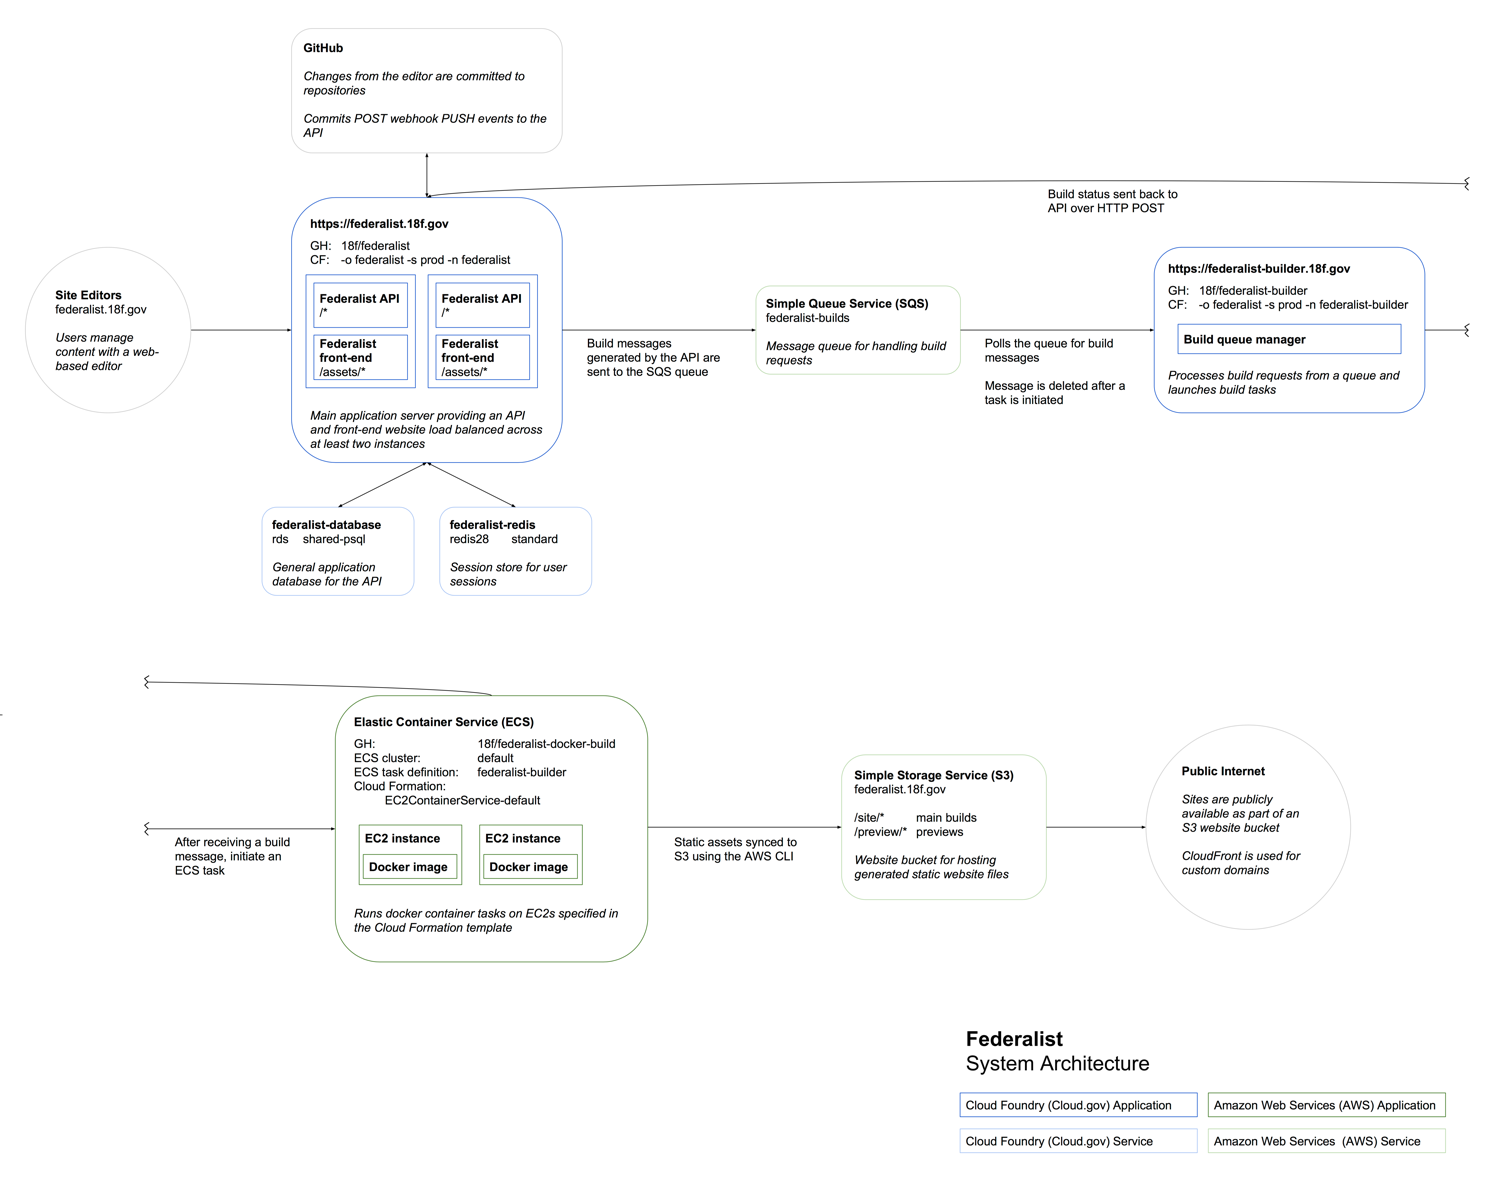 GitHub
Changes from the editor are committed to
repositories
Commits POST webhook PUSH events to the
API
Build status sent back to
API over HTTP POST
https://federalist.18f.gov
GH: 18f/federalist
CF: -o federalist -s prod -n federalist
Federalist API
/*
Federalist
front-end
/assets/*
Federalist API
/*
Federalist
front-end
/assets/*
Main application server providing an API
and front-end website load balanced across
at least two instances
Site Editors
federalist.18f.gov
Users manage
content with a web-
based editor
Build messages
generated by the API are
sent to the SQS queue
Simple Queue Service (SQS)
federalist-builds
Message queue for handling build
requests
Polls the queue for build
messages
Message is deleted after a
task is initiated
https://federalist-builder.18f.gov
GH: 18f/federalist-builder
CF: -o federalist -s prod -n federalist-builder
Build queue manager
Processes build requests from a queue and
launches build tasks
federalist-database
rds shared-psql
General application
database for the API
federalist-redis
redis28 standard
Session store for user
sessions
After receiving a build
message, initiate an
ECS task
Elastic Container Service (ECS)
GH: 18f/federalist-docker-build
ECS cluster: default
ECS task definition: federalist-builder
Cloud Formation:
EC2ContainerService-default
EC2 instance
Docker image
EC2 instance
Docker image
Runs docker container tasks on EC2s specified in
the Cloud Formation template
Static assets synced to
S3 using the AWS CLI
Simple Storage Service (S3)
federalist.18f.gov
/site/* main builds
/preview/* previews
Website bucket for hosting
generated static website files
Public Internet
Sites are publicly
available as part of an
S3 website bucket
CloudFront is used for
custom domains
Federalist
System Architecture
Cloud Foundry (Cloud.gov) Application
Amazon Web Services (AWS) Application
Cloud Foundry (Cloud.gov) Service
Amazon Web Services (AWS) Service